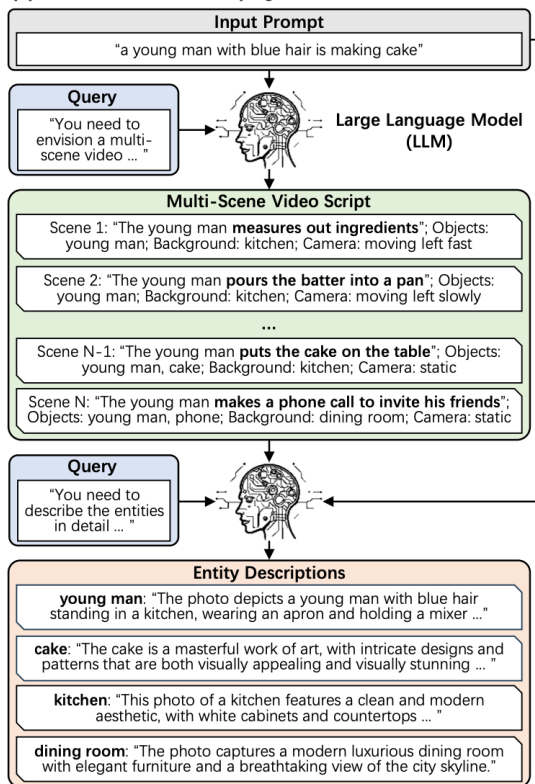 Input Prompt
“a young man with blue hair is making cake”
Query
“You need to
envision a multi-
scene video ... ”
Large Language Model
(LLM)
Multi-Scene Video Script
Scene 1: “The young man measures out ingredients”; Objects:
young man; Background: kitchen; Camera: moving left fast
Scene 2: “The young man pours the batter into a pan”; Objects:
young man; Background: kitchen; Camera: moving left slowly
...
Scene N-1: “The young man puts the cake on the table”; Objects:
young man, cake; Background: kitchen; Camera: static
Scene N: “The young man makes a phone call to invite his friends”;
Objects: young man, phone; Background: dining room; Camera: static
Query
“You need to
describe the entities
in detail ... ”
Entity Descriptions
young man: “The photo depicts a young man with blue hair
standing in a kitchen, wearing an apron and holding a mixer ...”
cake: “The cake is a masterful work of art, with intricate designs and
patterns that are both visually appealing and visually stunning ... ”
kitchen: “This photo of a kitchen features a clean and modern
aesthetic, with white cabinets and countertops ... ”
dining room: “The photo captures a modern luxurious dining room
with elegant furniture and a breathtaking view of the city skyline.”